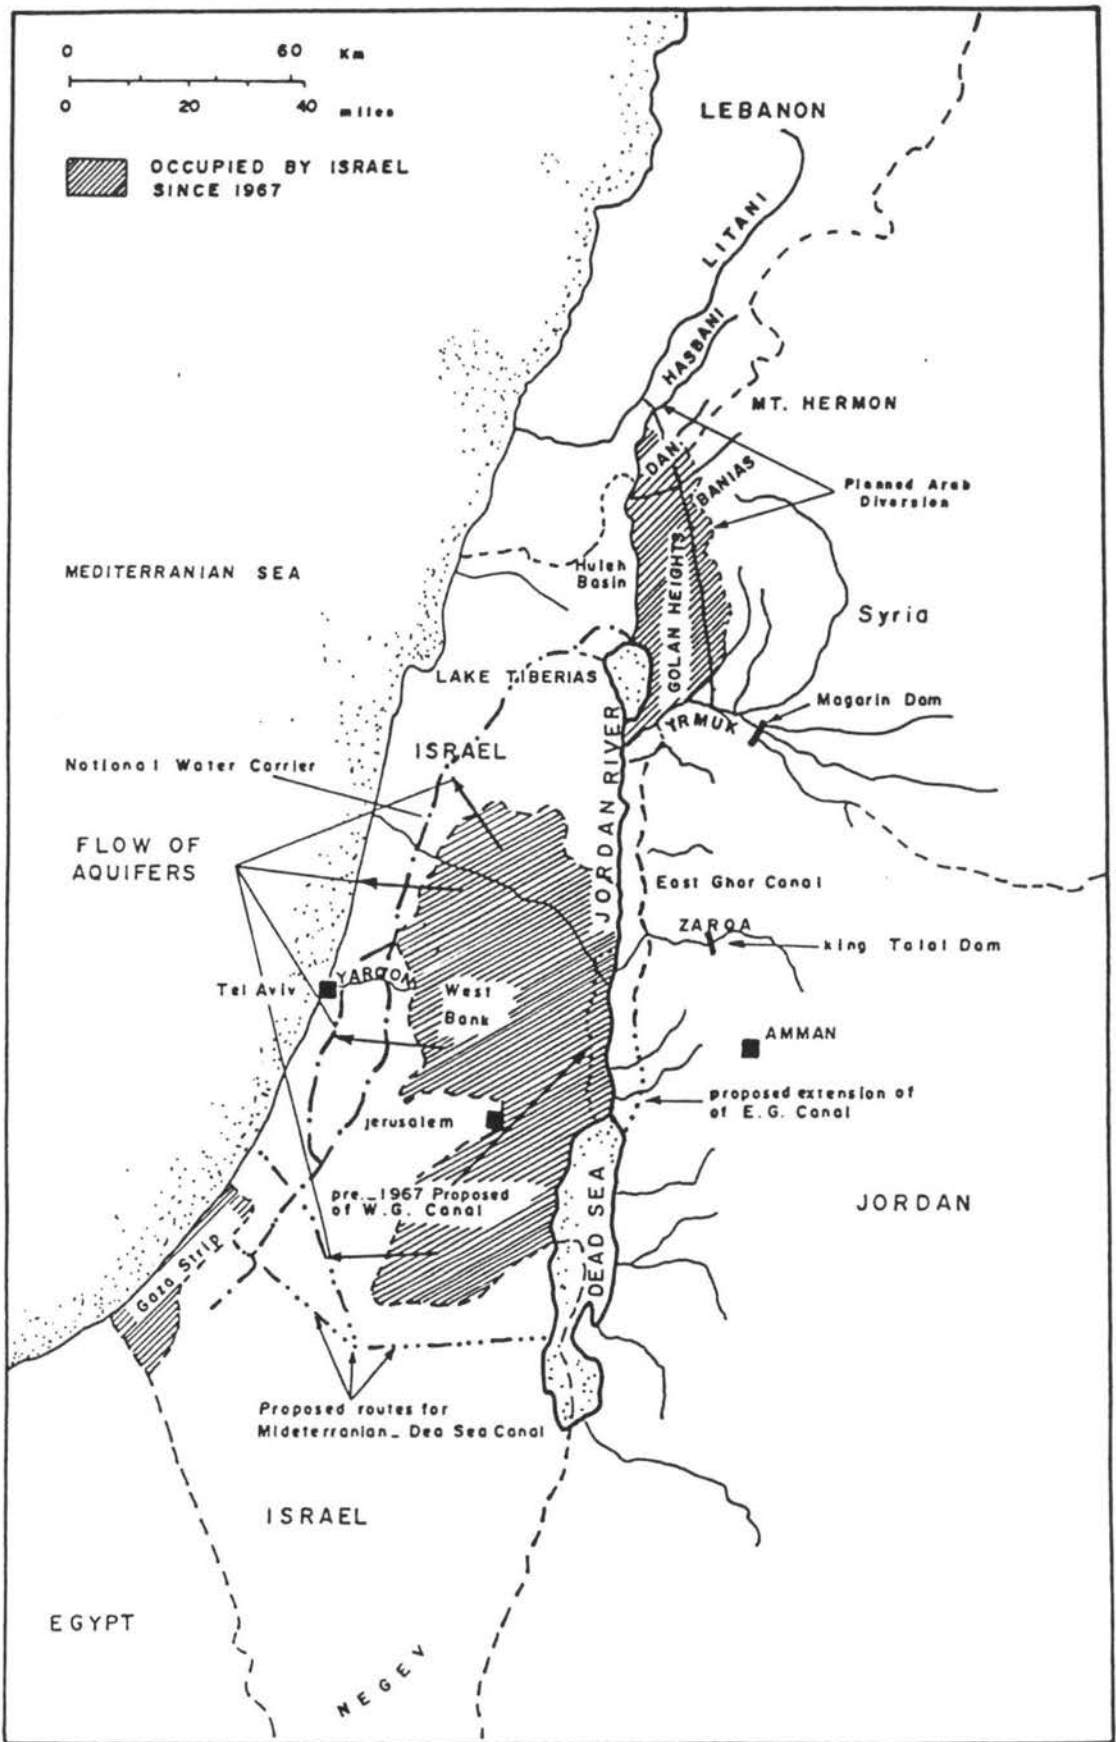 0 60 Km
0 20 40 miles
OCCUPIED BY ISRAEL
SINCE 1967
LEBANON
LITANI
HASBANI
MT. HERMON
DAN
BANIAS
Planned Arab
Diversion
MEDITERRANIAN SEA
Huleh
Basin
GOLAN HEIGHTS
Syria
LAKE TIBERIAS
Magarin Dam
YRMUK
ISRAEL
JORDAN RIVER
National Water Carrier
FLOW OF
AQUIFERS
East Ghor Canal
ZARQA
king Talal Dam
Tel Aviv
YARQON
West
Bank
AMMAN
jerusalem
proposed extension of
of E.G. Canal
pre_1967 Proposed
of W.G. Canal
DEAD SEA
JORDAN
Gaza Strip
Proposed routes for
Mideterranian_ Dea Sea Canal
ISRAEL
EGYPT
NEGEV